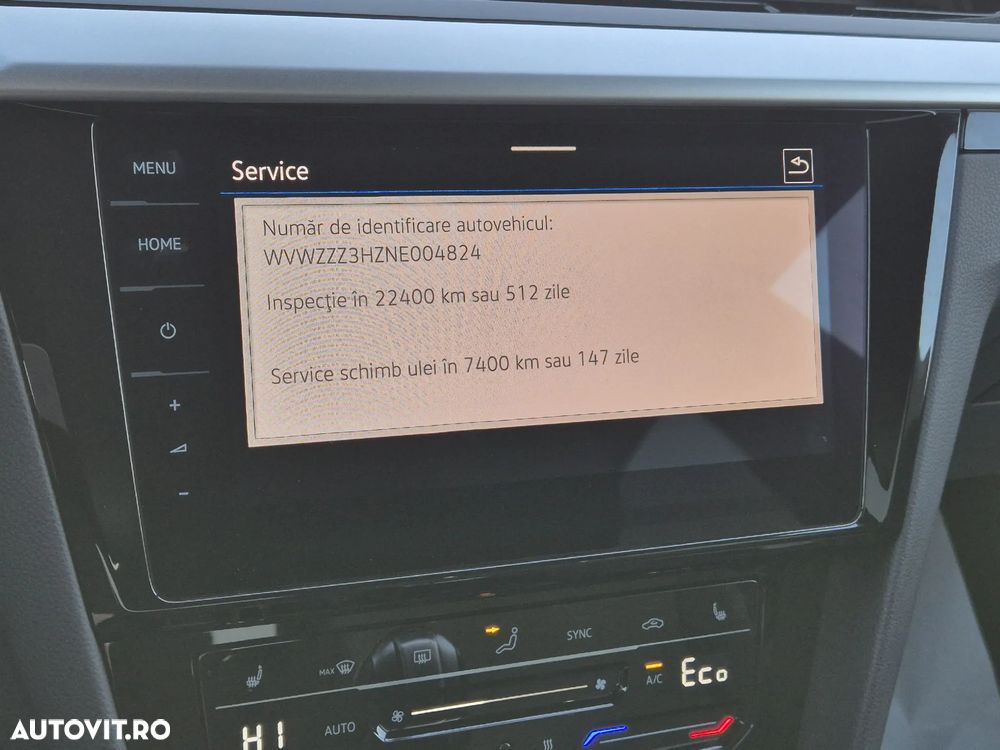 MENU
Service
HOME
Număr de identificare autovehicul:
WVWZZZ3HZNE004824
Inspecţie în 22400 km sau 512 zile
Service schimb ulei în 7400 km sau 147 zile
+
-
SYNC
MAX
A/C
Eco
HI
AUTO
AUTOVIT.RO